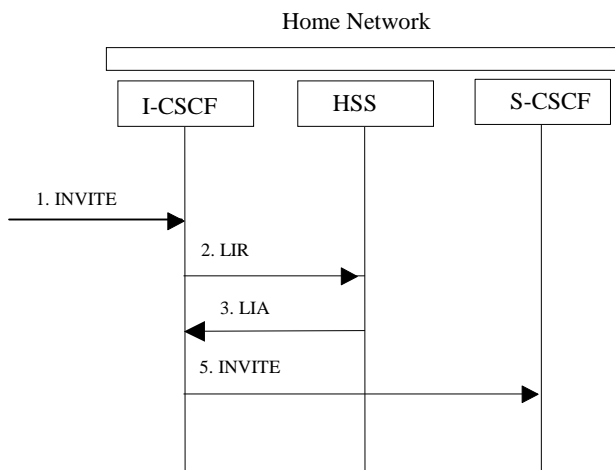 Home Network
I-CSCF
HSS
S-CSCF
1. INVITE
2. LIR
3. LIA
5. INVITE